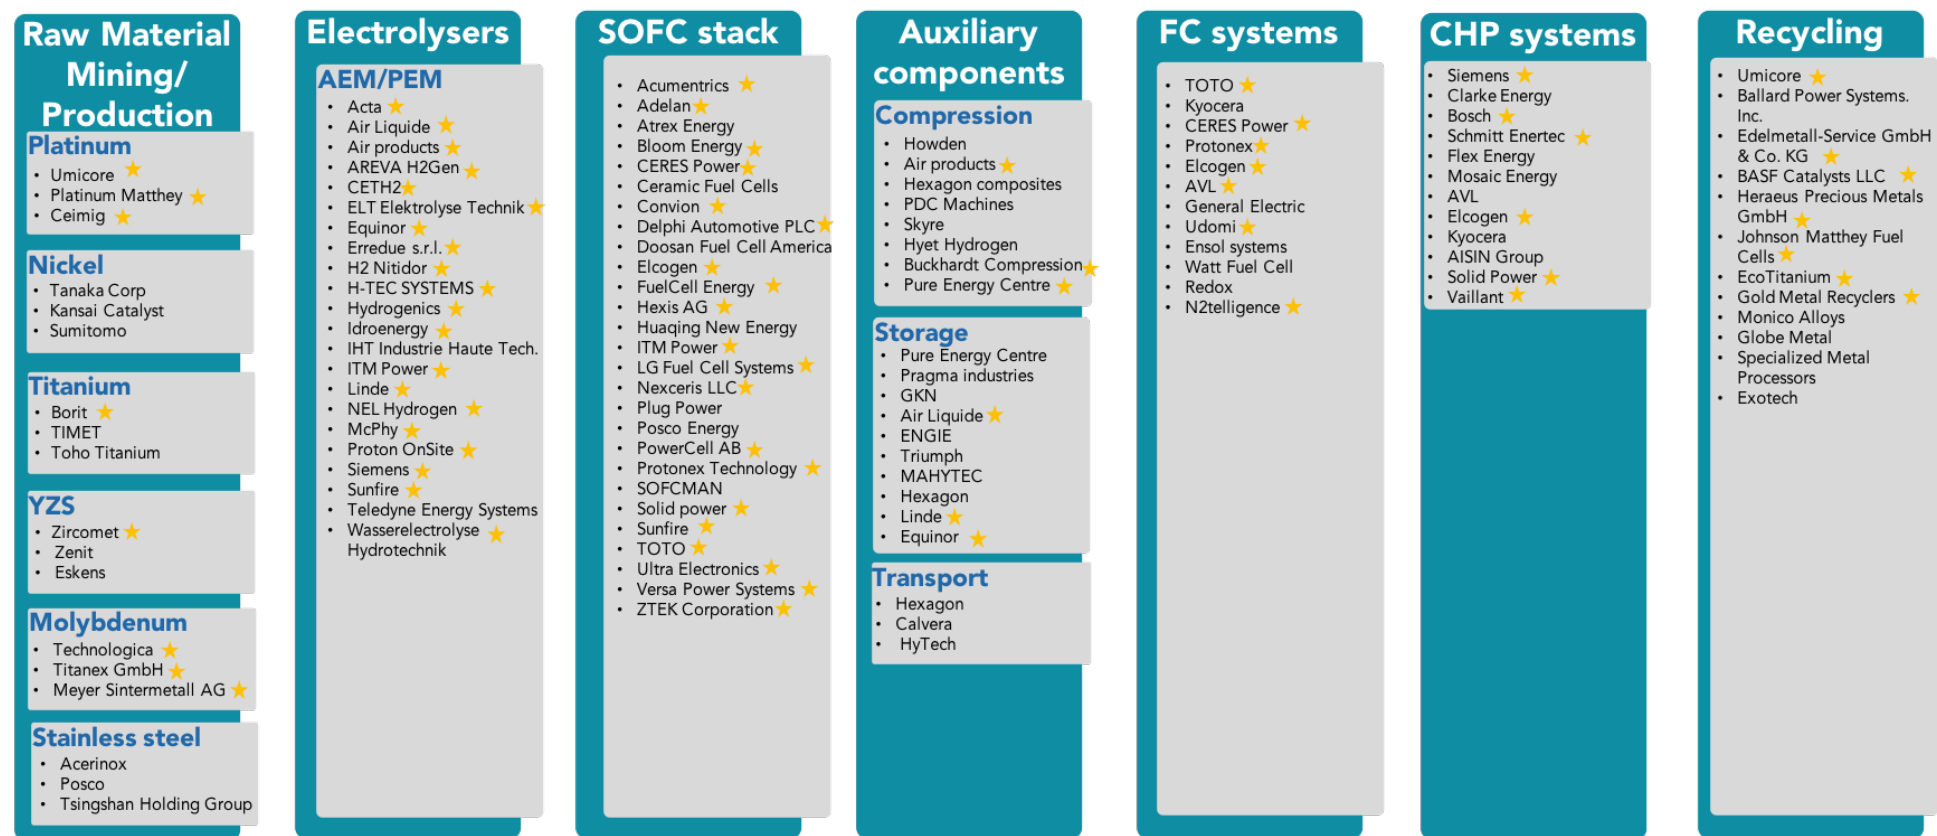 Raw Material
Mining/
Production
Platinum
• Umicore
• Platinum Matthey
• Ceimig
Nickel
• Tanaka Corp
• Kansai Catalyst
• Sumitomo
Titanium
• Borit
• TIMET
• Toho Titanium
YZS
• Zircomet
• Zenit
• Eskens
Molybdenum
• Technologica
• Titanex GmbH
• Meyer Sintermetall AG
Stainless steel
• Acerinox
• Posco
• Tsingshan Holding Group
Electrolysers
AEM/PEM
• Acta
• Air Liquide
• Air products
• AREVA H2Gen
• CETH2
• ELT Elektrolyse Technik
• Equinor
• Erredue s.r.l.
• H2 Nitidor
• H-TEC SYSTEMS
• Hydrogenics
• Idroenergy
• IHT Industrie Haute Tech.
• ITM Power
• Linde
• NEL Hydrogen
• McPhy
• Proton OnSite
• Siemens
• Sunfire
• Teledyne Energy Systems
• Wasserelectrolyse
Hydrotechnik
SOFC stack
• Acumentrics
• Adelan
• Atrex Energy
• Bloom Energy
• CERES Power
• Ceramic Fuel Cells
• Convion
• Delphi Automotive PLC
• Doosan Fuel Cell America
• Elcogen
• FuelCell Energy
• Hexis AG
• Huaqing New Energy
• ITM Power
• LG Fuel Cell Systems
• Nexceris LLC
• Plug Power
• Posco Energy
• PowerCell AB
• Protonex Technology
• SOFCMAN
• Solid power
• Sunfire
• TOTO
• Ultra Electronics
• Versa Power Systems
• ZTEK Corporation
Auxiliary
components
Compression
• Howden
• Air products
• Hexagon composites
• PDC Machines
• Skyre
• Hyet Hydrogen
• Buckhardt Compression
• Pure Energy Centre
Storage
• Pure Energy Centre
• Pragma industries
• GKN
• Air Liquide
• ENGIE
• Triumph
• MAHYTEC
• Hexagon
• Linde
• Equinor
Transport
• Hexagon
• Calvera
• HyTech
FC systems
• TOTO
• Kyocera
• CERES Power
• Protonex
• Elcogen
• AVL
• General Electric
• Udomi
• Ensol systems
• Watt Fuel Cell
• Redox
• N2telligence
CHP systems
• Siemens
• Clarke Energy
• Bosch
• Schmitt Enertec
• Flex Energy
• Mosaic Energy
• AVL
• Elcogen
• Kyocera
• AISIN Group
• Solid Power
• Vaillant
Recycling
• Umicore
• Ballard Power Systems.
Inc.
• Edelmetall-Service GmbH
& Co. KG
• BASF Catalysts LLC
• Heraeus Precious Metals
GmbH
• Johnson Matthey Fuel
Cells
• EcoTitanium
• Gold Metal Recyclers
• Monico Alloys
• Globe Metal
• Specialized Metal
Processors
• Exotech